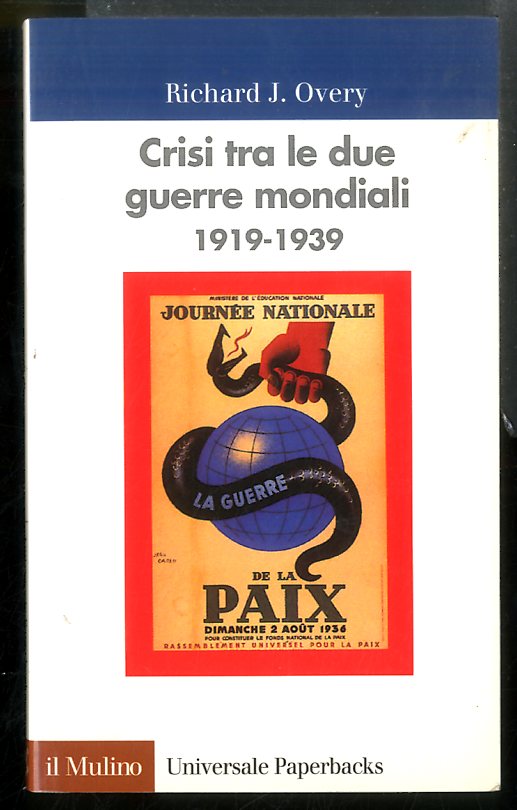 Richard J. Overy
Crisi tra le due
guerre mondiali
1919-1939
MINISTÈRE DE L'ÉDUCATION NATIONALE
JOURNÉE NATIONALE
LA GUERRE
DE LA
PAIX
DIMANCHE 2 AOÛT 1936
POUR CONSTITUER LE FONDS NATIONAL DE LA PAIX
RASSEMBLEMENT UNIVERSEL POUR LA PAIX
il Mulino
Universale Paperbacks